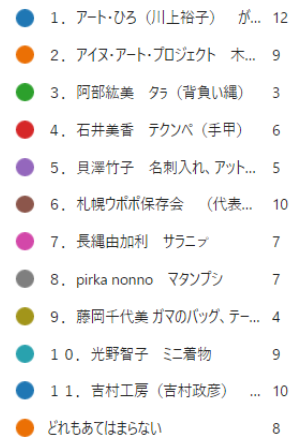 1. アート・ひろ（川上裕子） が... 12
2. アイヌ・アート・プロジェクト 木... 9
3. 阿部紘美 タラ（背負い縄） 3
4. 石井美香 テクンペ（手甲） 6
5. 貝澤竹子 名刺入れ、アット... 5
6. 札幌ウポポ保存会 （代表... 10
7. 長縄由加利 サラニㇷ゚ 7
8. pirka nonno マタンプシ 7
9. 藤岡千代美 ガマのバッグ、テー... 4
10. 光野智子 ミニ着物 9
11. 吉村工房（吉村政彦） ... 10
どれもあてはまらない 8